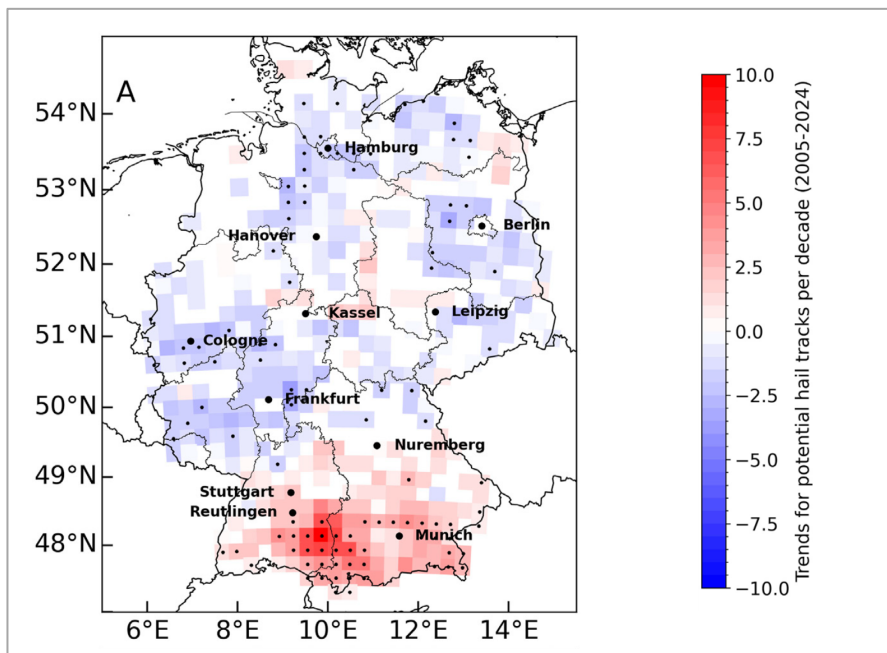 A
54°N
53°N
52°N
51°N
50°N
49°N
48°N
6°E 8°E 10°E 12°E 14°E
Hamburg
Berlin
Hanover
Kassel
Leipzig
Cologne
Frankfurt
Nuremberg
Stuttgart
Reutlingen
Munich
10.0
7.5
5.0
2.5
0.0
−2.5
−5.0
−7.5
−10.0
Trends for potential hail tracks per decade (2005-2024)